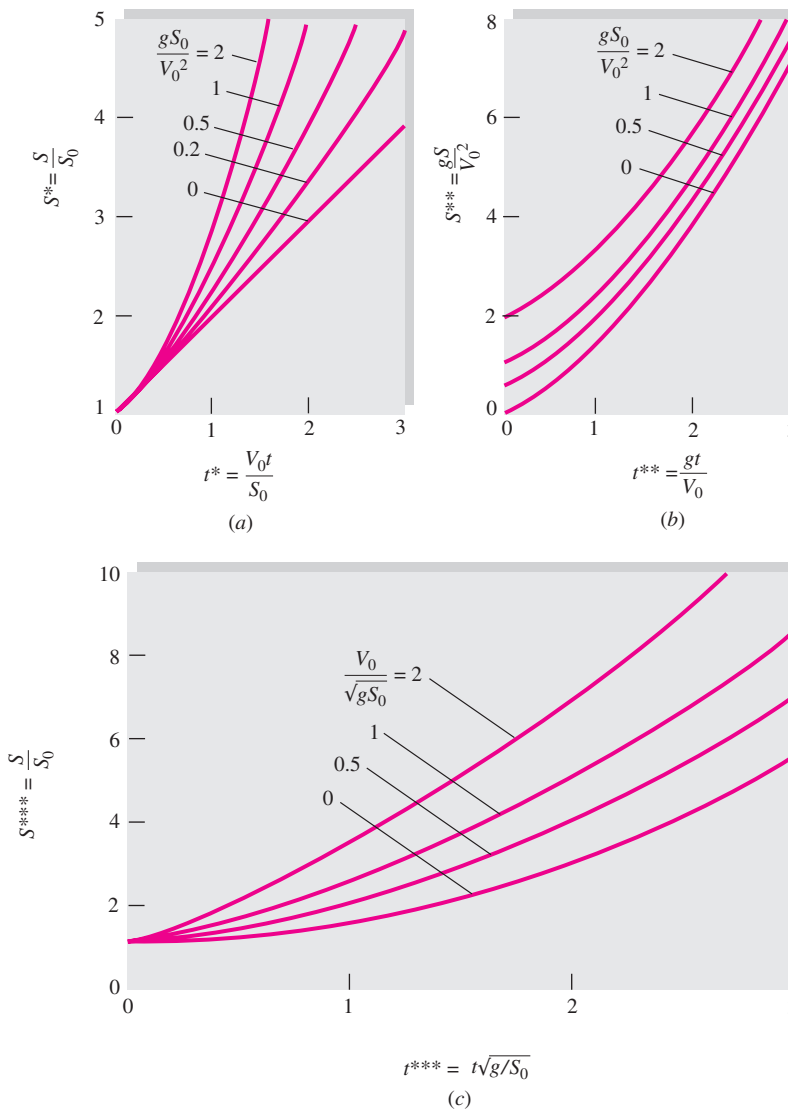 5
4
3
2
1
S* = S/S₀
gS₀/V₀² = 2
1
0.5
0.2
0
0 1 2 3
t* = V₀t/S₀
(a)
8
6
4
2
0
S** = gS/V₀²
gS₀/V₀² = 2
1
0.5
0
0 1 2
t** = gt/V₀
(b)
10
8
6
4
2
0
S*** = S/S₀
V₀/√gS₀ = 2
1
0.5
0
0 1 2
t*** = t√g/S₀
(c)